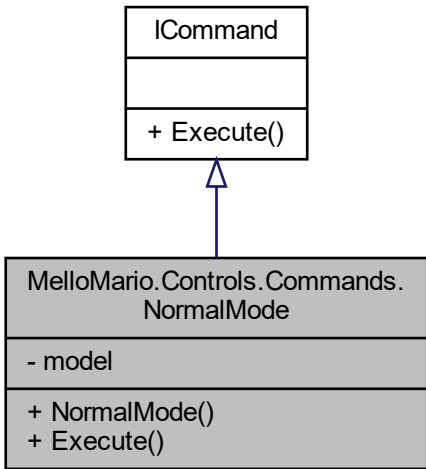 ICommand
+ Execute()
MelloMario.Controls.Commands.
NormalMode
- model
+ NormalMode()
+ Execute()